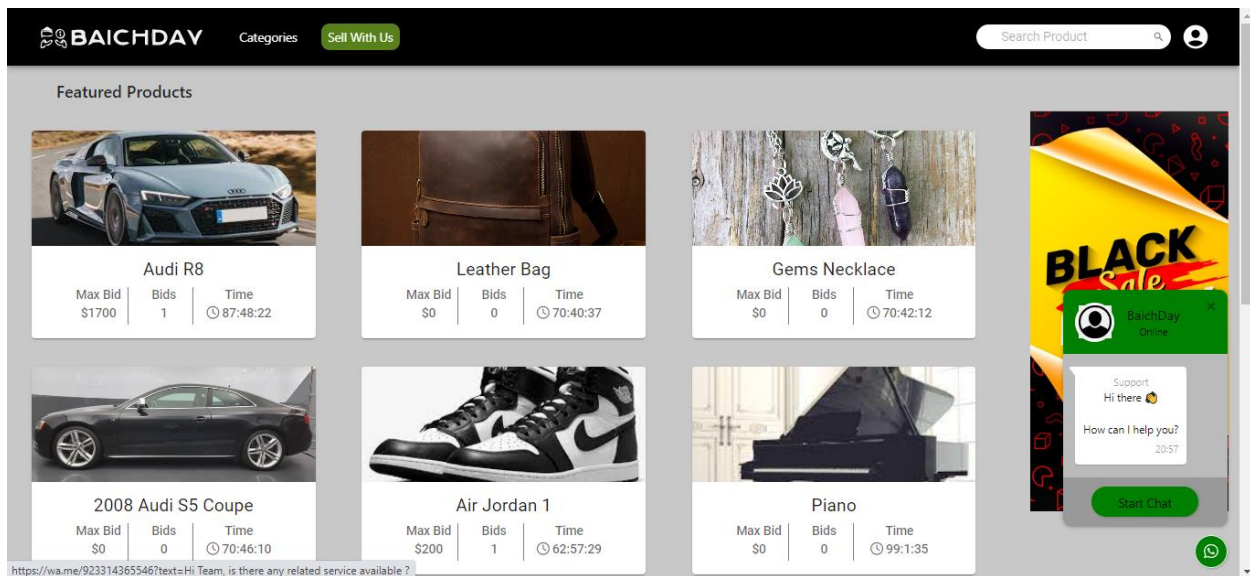 BAICHDAY Categories Sell With Us Search Product
Featured Products
Audi R8
Max Bid Bids Time
$1700 1 87:48:22
Leather Bag
Max Bid Bids Time
$0 0 70:40:37
Gems Necklace
Max Bid Bids Time
$0 0 70:42:12
2008 Audi S5 Coupe
Max Bid Bids Time
$0 0 70:46:10
Air Jordan 1
Max Bid Bids Time
$200 1 62:57:29
Piano
Max Bid Bids Time
$0 0 99:1:35
BLACK
Sale
BaichDay
Online
Support
Hi there 👏
How can I help you?
20:57
Start Chat
https://wa.me/923314365546?text=Hi Team, is there any related service available ?